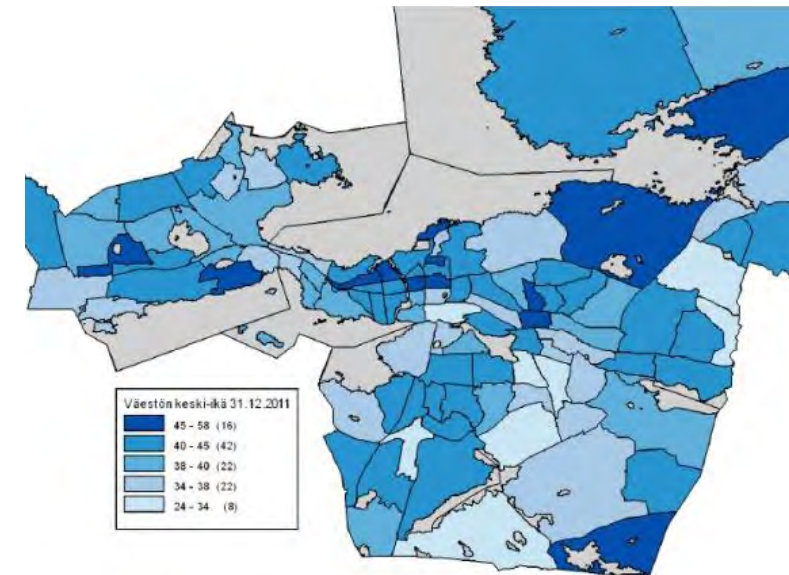 Väestön keski-ikä 31.12.2011
45 - 58 (16)
40 - 45 (42)
38 - 40 (22)
34 - 38 (22)
24 - 34 (8)